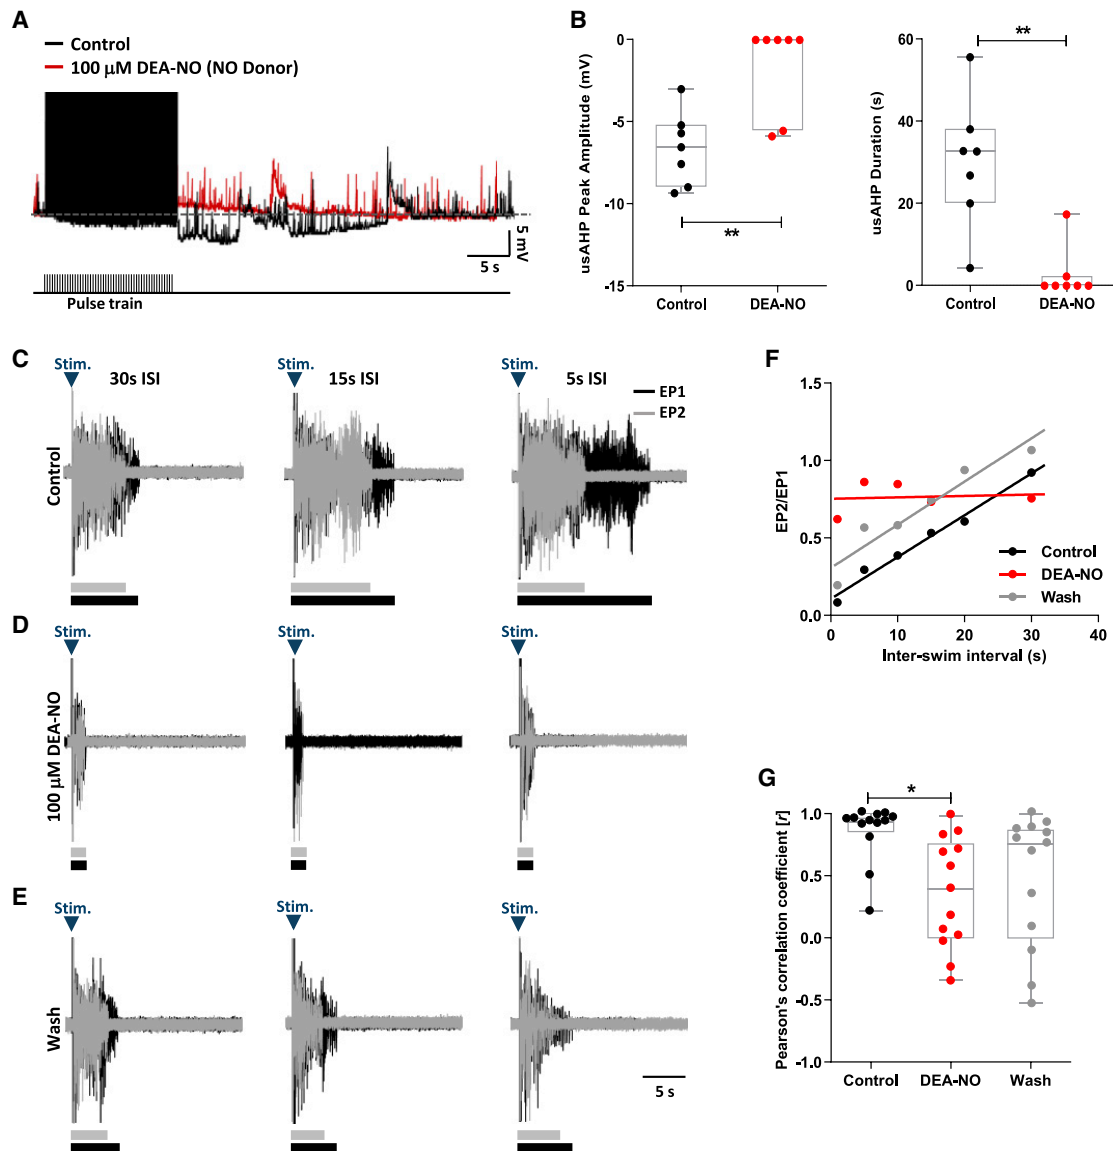 A
Control
100 µM DEA-NO (NO Donor)
5 mV
5 s
Pulse train
B
usAHP Peak Amplitude (mV)
0
-5
-10
-15
**
Control
DEA-NO
usAHP Duration (s)
60
40
20
0
**
Control
DEA-NO
C
Stim.
30s ISI
Stim.
15s ISI
Stim.
5s ISI
EP1
EP2
Control
D
Stim.
Stim.
Stim.
100 µM DEA-NO
E
Stim.
Stim.
Stim.
Wash
5 s
F
EP2/EP1
1.5
1.0
0.5
0.0
Control
DEA-NO
Wash
0
10
20
30
40
Inter-swim interval (s)
G
Pearson's correlation coefficient [r]
1.0
0.5
0.0
-0.5
-1.0
*
Control
DEA-NO
Wash